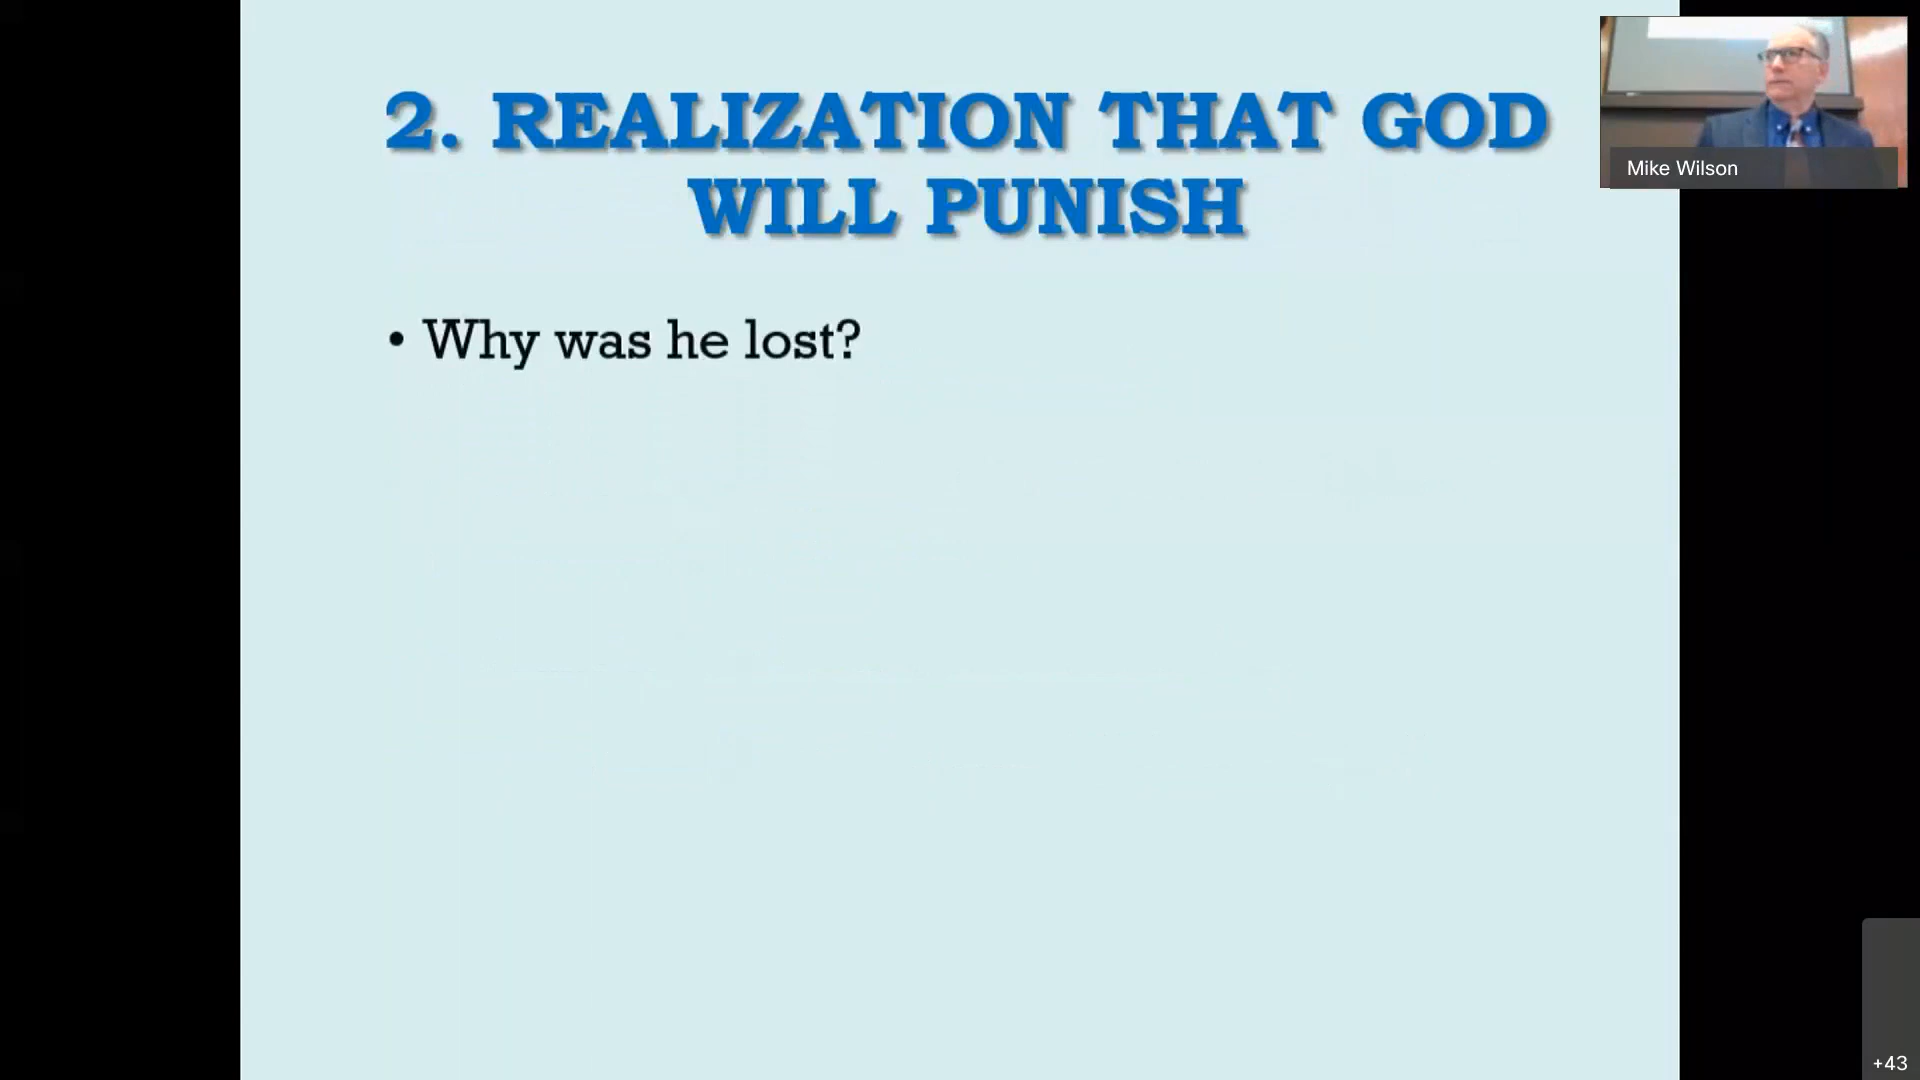 2. REALIZATION THAT GOD
WILL PUNISH
• Why was he lost?
Mike Wilson
+43